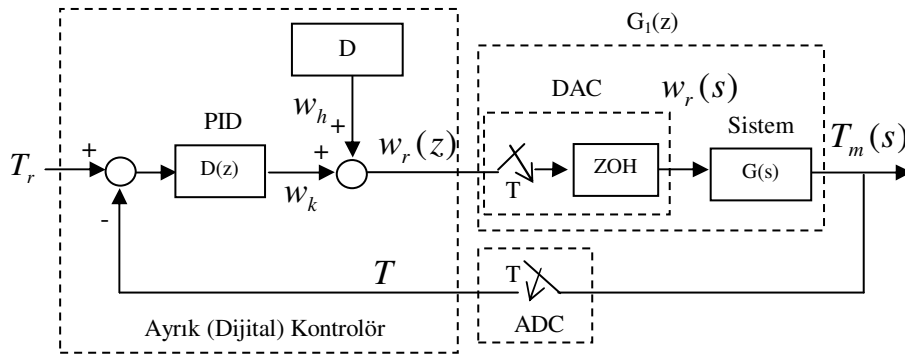 G₁(z)
D
DAC
w_r(s)
w_h
+
PID
Sistem
T_m(s)
T_r
+
D(z)
+
w_k
w_r(z)
T
ZOH
G(s)
-
T
T
Ayrık (Dijital) Kontrolör
ADC